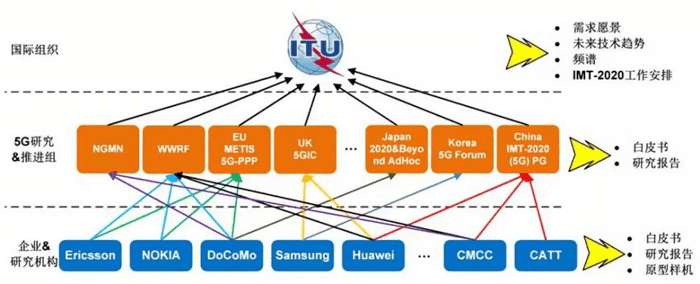 国际组织
ITU
• 需求愿景
• 未来技术趋势
• 频谱
• IMT-2020工作安排
5G研究
&推进组
NGMN
WWRF
EU
METIS
5G-PPP
UK
5GIC
...
Japan
2020&Beyo
nd AdHoc
Korea
5G Forum
China
IMT-2020
(5G) PG
• 白皮书
• 研究报告
企业&
研究机构
Ericsson
NOKIA
DoCoMo
Samsung
Huawei
...
CMCC
CATT
• 白皮书
• 研究报告
• 原型样机